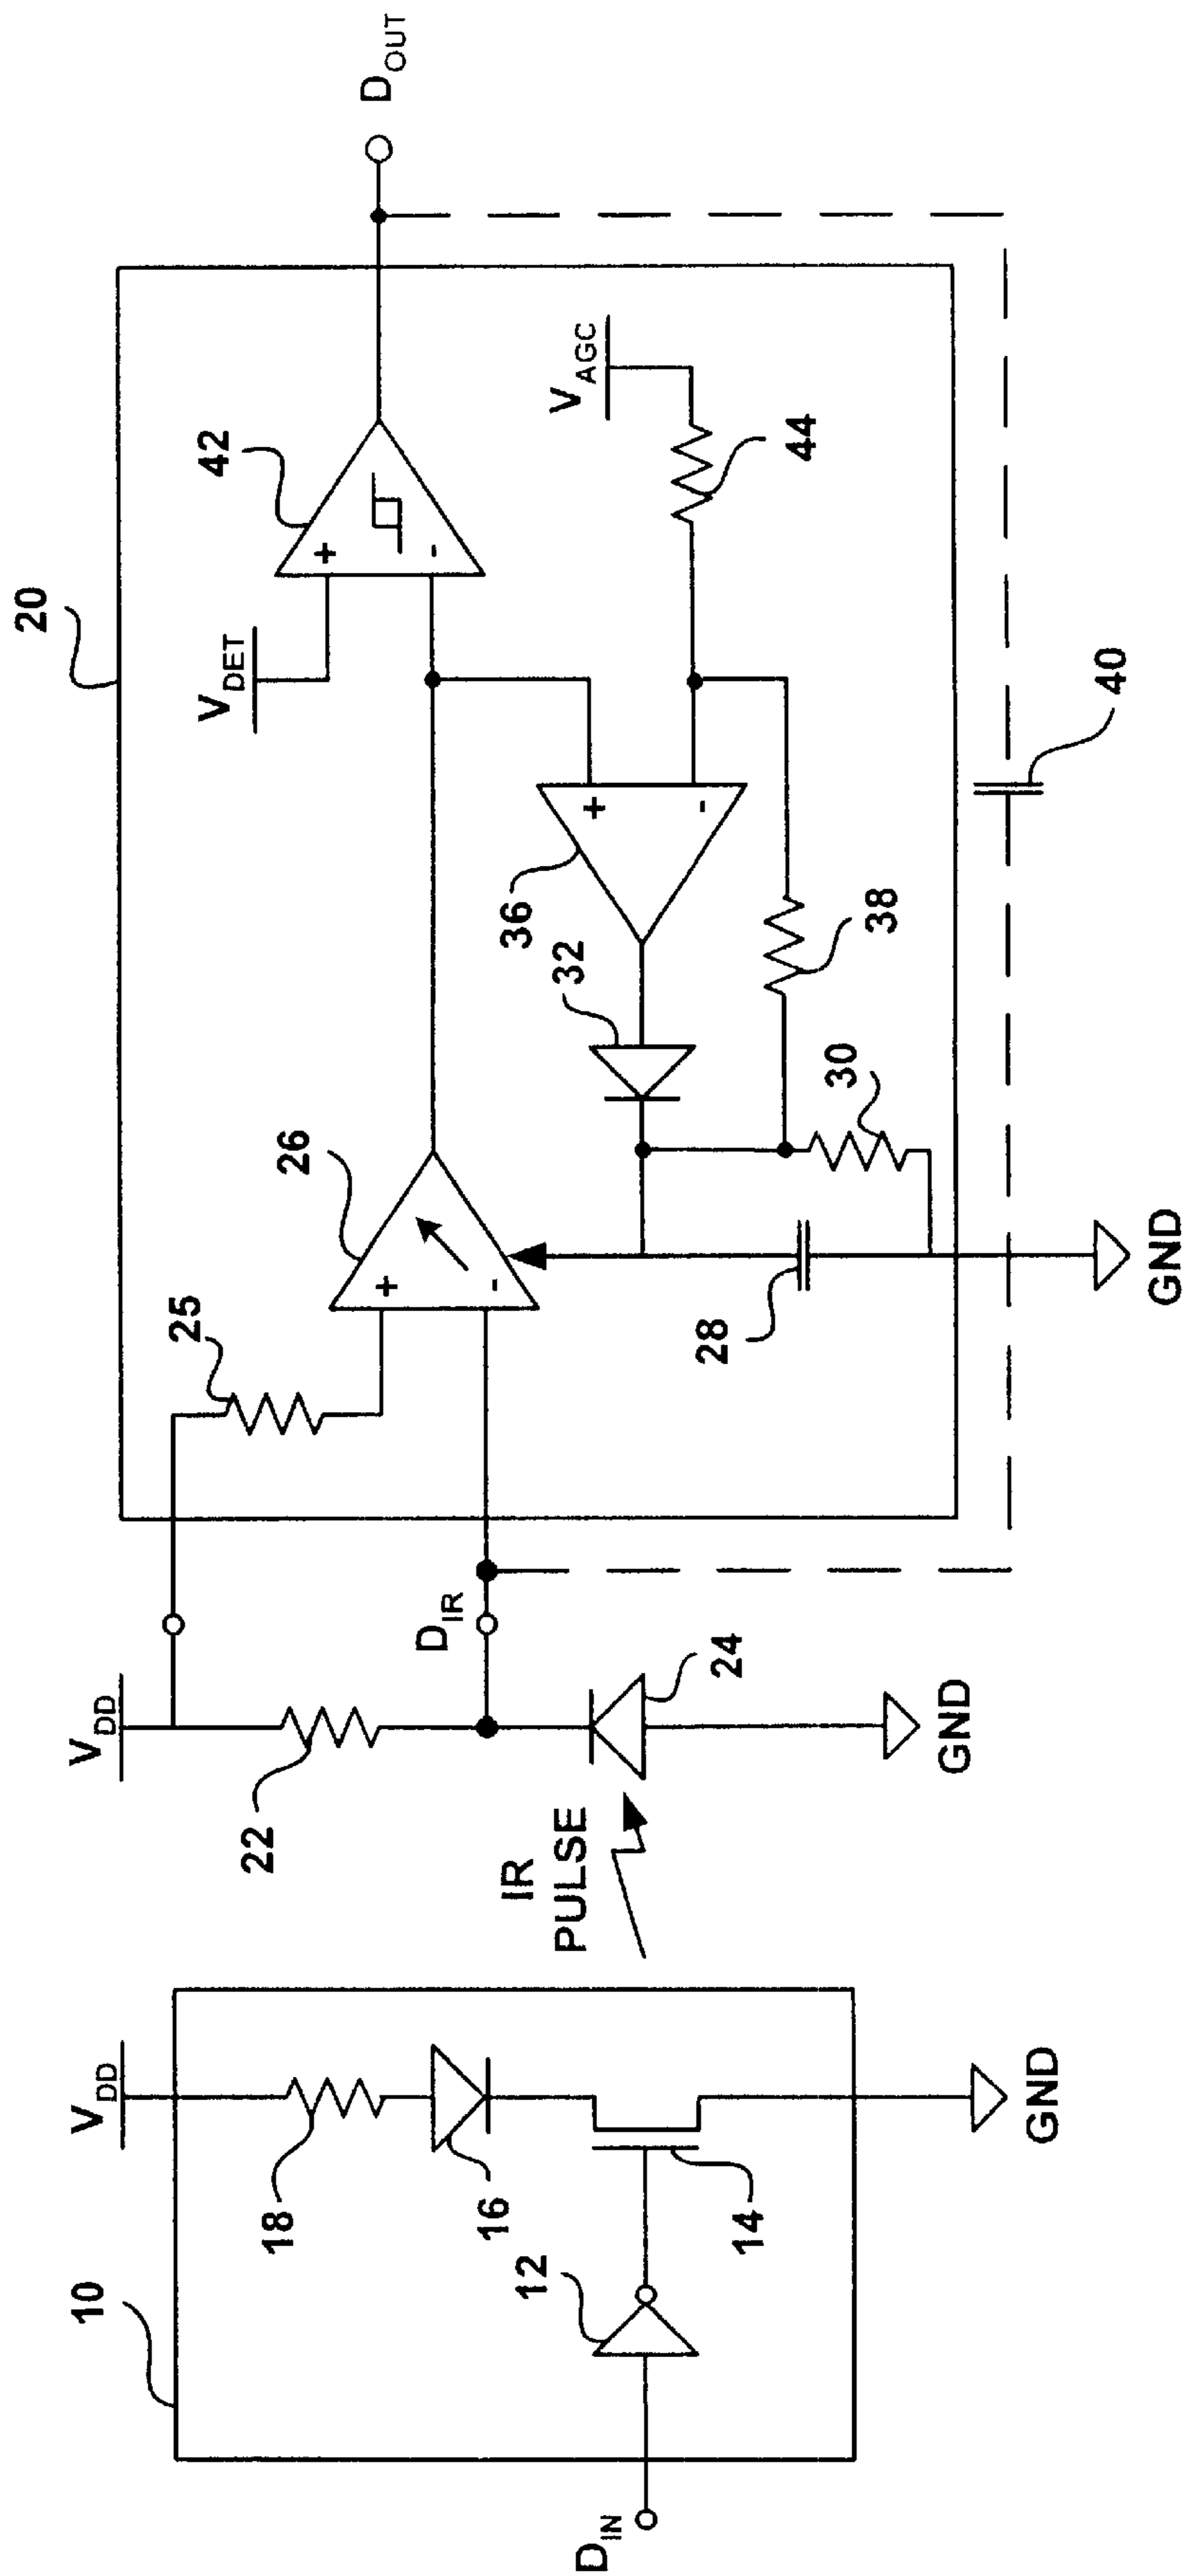 10
V_DD
18
16
12
14
D_IN
GND
IR
PULSE
V_DD
22
D_IR
24
GND
20
25
26
+
-
28
30
32
36
+
-
38
V_DET
42
+
-
V_AGC
44
40
GND
D_OUT